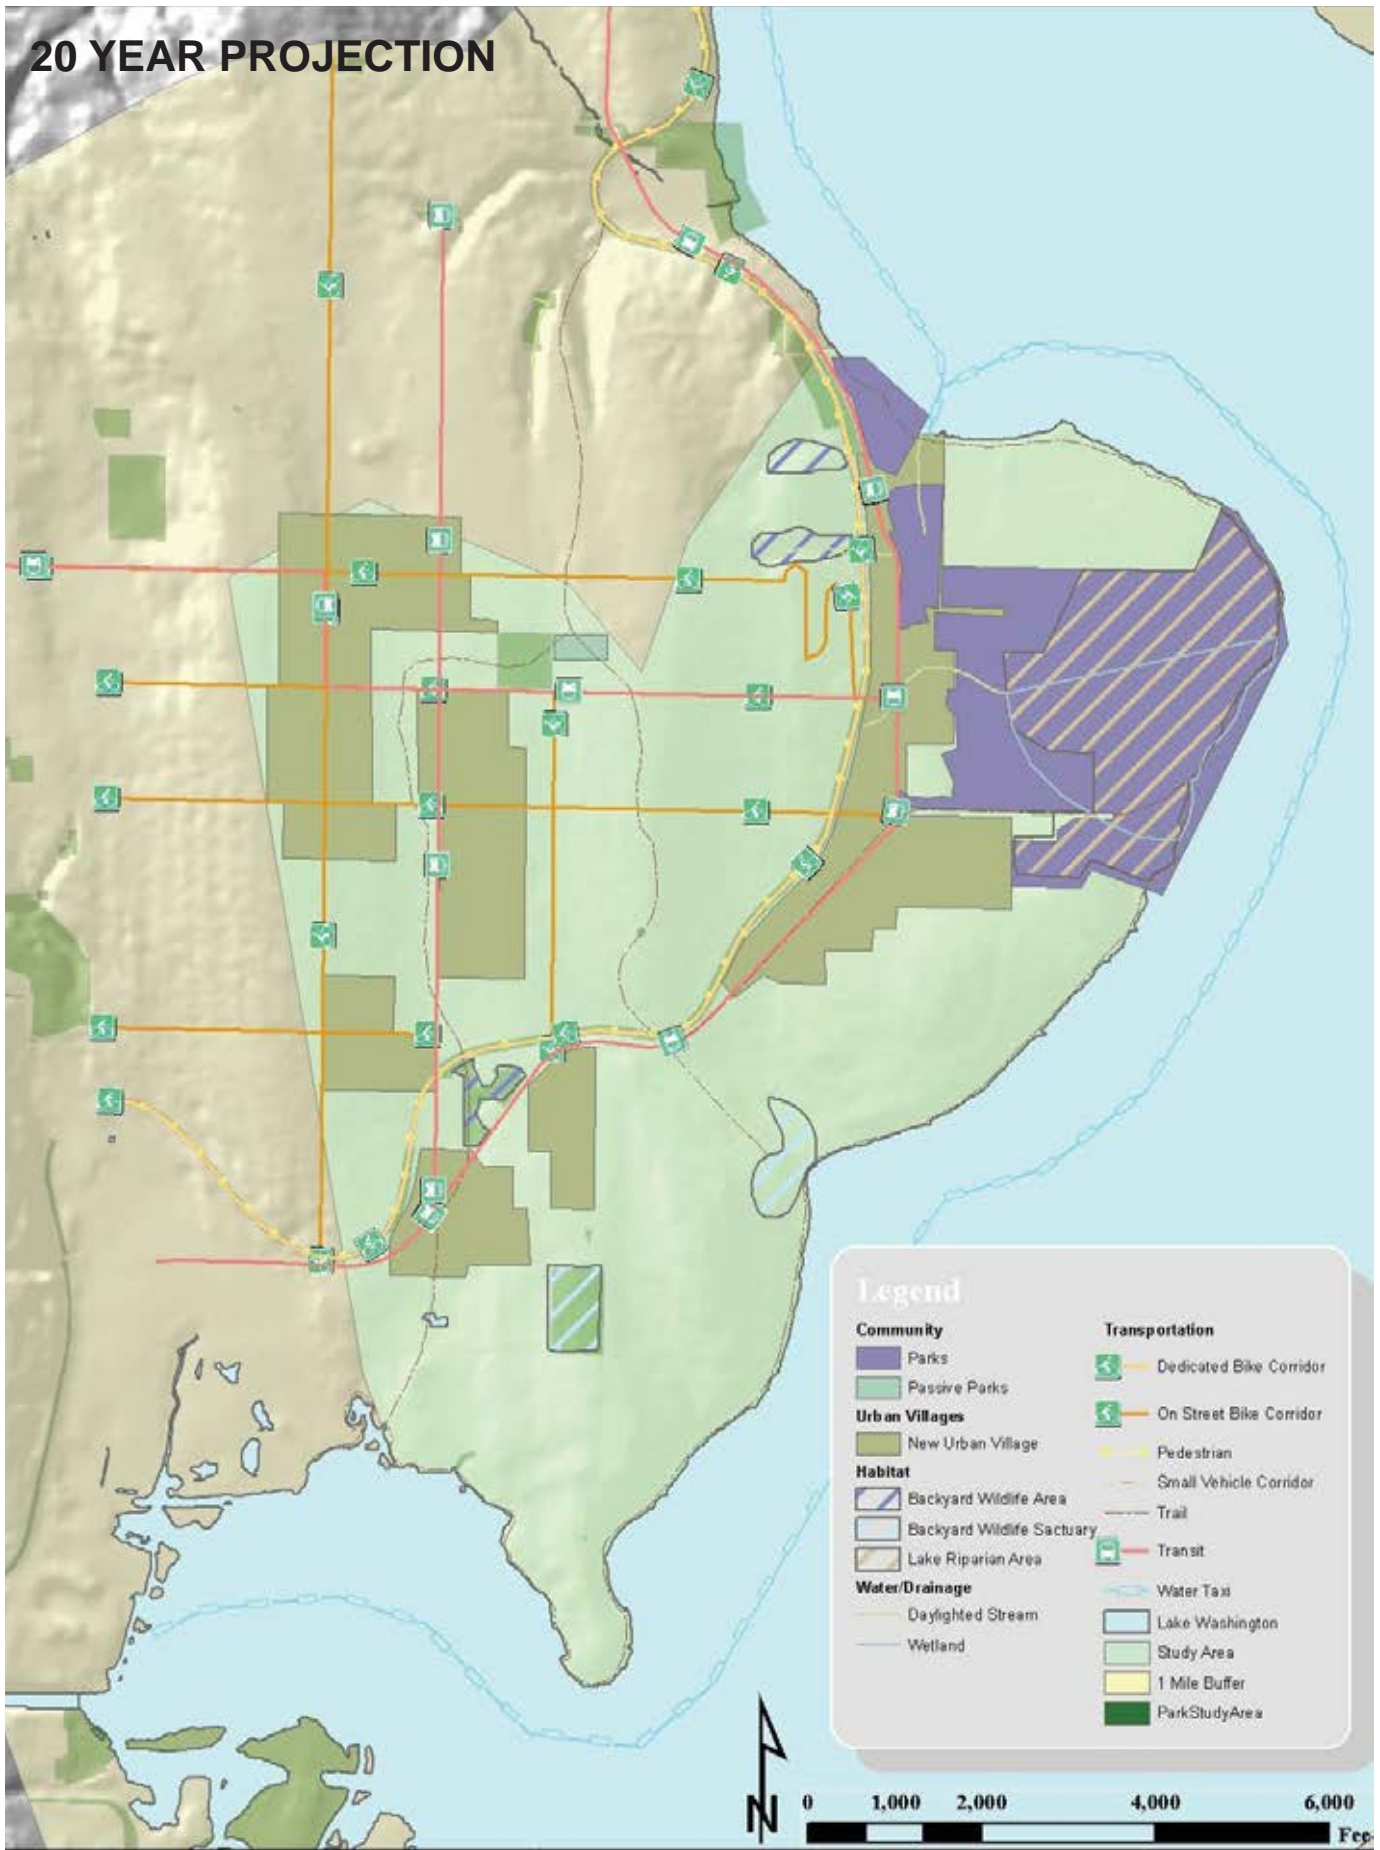 20 YEAR PROJECTION
Legend
Community
Parks
Passive Parks
Urban Villages
New Urban Village
Habitat
Backyard Wildlife Area
Backyard Wildlife Sactuary
Lake Riparian Area
Water/Drainage
Daylighted Stream
Wetland
Transportation
Dedicated Bike Corridor
On Street Bike Corridor
Pedestrian
Small Vehicle Corridor
Trail
Transit
Water Taxi
Lake Washington
Study Area
1 Mile Buffer
ParkStudyArea
N
0 1,000 2,000 4,000 6,000
Fee